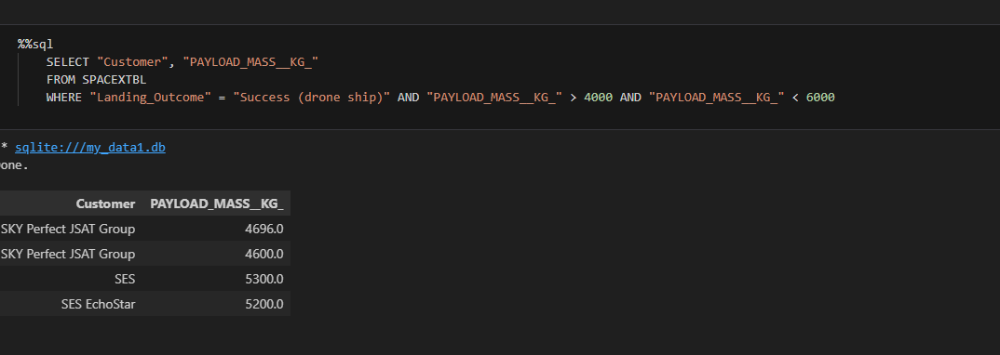 %%sql
SELECT "Customer", "PAYLOAD_MASS__KG_"
FROM SPACEXTBL
WHERE "Landing_Outcome" = "Success (drone ship)" AND "PAYLOAD_MASS__KG_" > 4000 AND "PAYLOAD_MASS__KG_" < 6000
* sqlite:///my_data1.db
one.
Customer PAYLOAD_MASS__KG_
SKY Perfect JSAT Group 4696.0
SKY Perfect JSAT Group 4600.0
SES 5300.0
SES EchoStar 5200.0